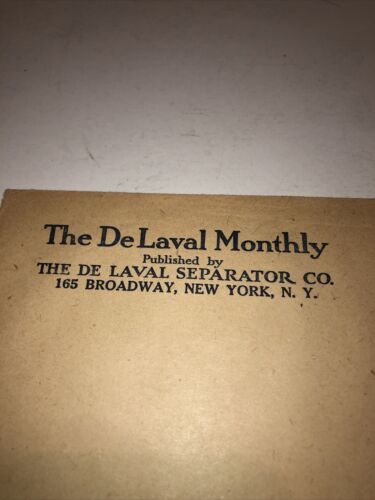 The De Laval Monthly
Published by
THE DE LAVAL SEPARATOR CO.
165 BROADWAY, NEW YORK, N. Y.